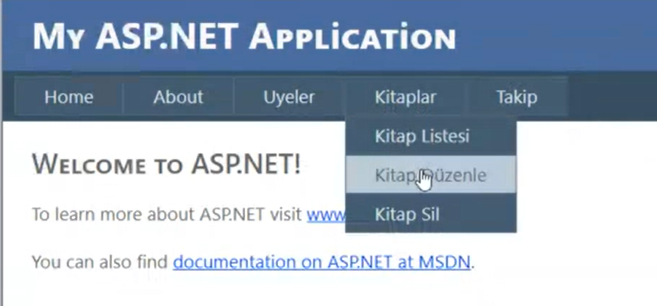 My ASP.NET Application
Home About Uyeler Kitaplar Takip
Kitap Listesi
Kitap Düzenle
Kitap Sil
Welcome to ASP.NET!
To learn more about ASP.NET visit www
You can also find documentation on ASP.NET at MSDN.